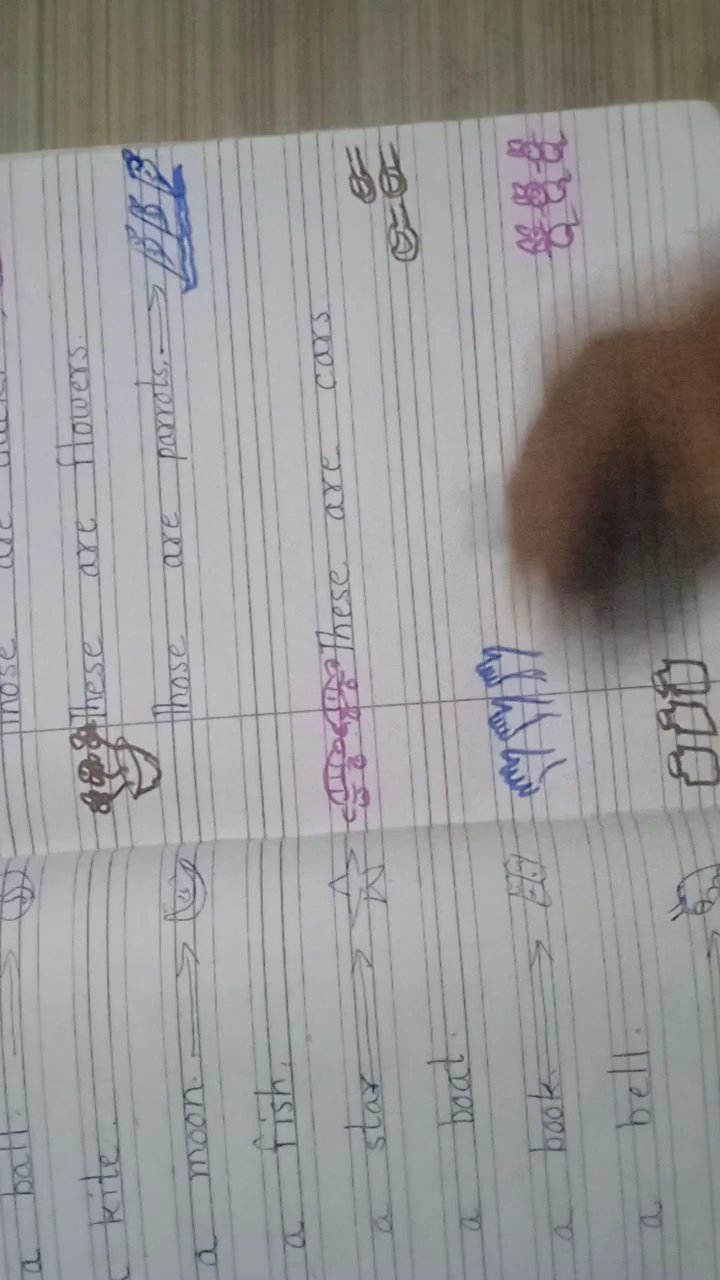 Those are
These are flowers.
Those are parrots.
These are cars
a ball.
kite.
a moon.
a fish.
a star
a boat.
a book.
a bell.